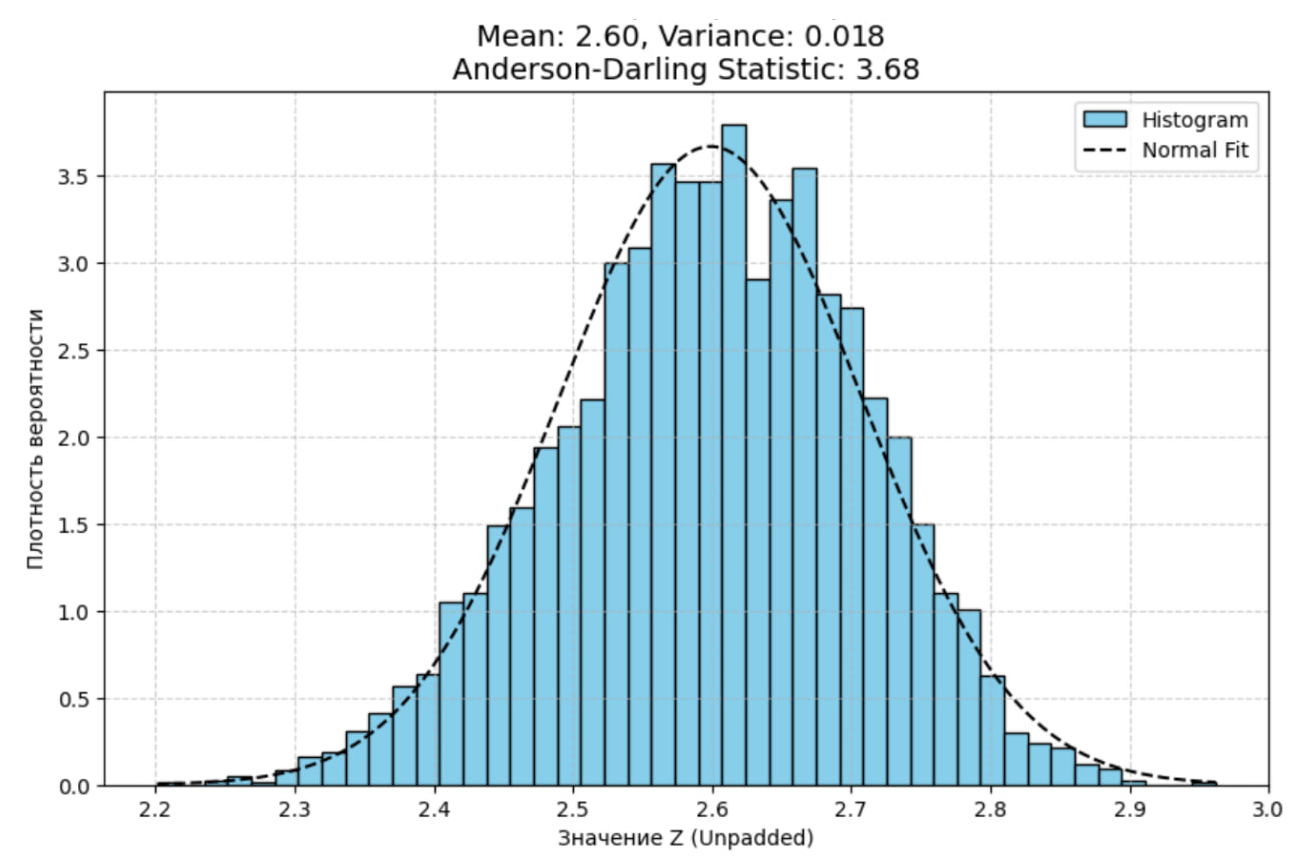 Mean: 2.60, Variance: 0.018
Anderson-Darling Statistic: 3.68
Histogram
Normal Fit
3.5
3.0
2.5
2.0
1.5
1.0
0.5
0.0
Плотность вероятности
2.2 2.3 2.4 2.5 2.6 2.7 2.8 2.9 3.0
Значение Z (Unpadded)